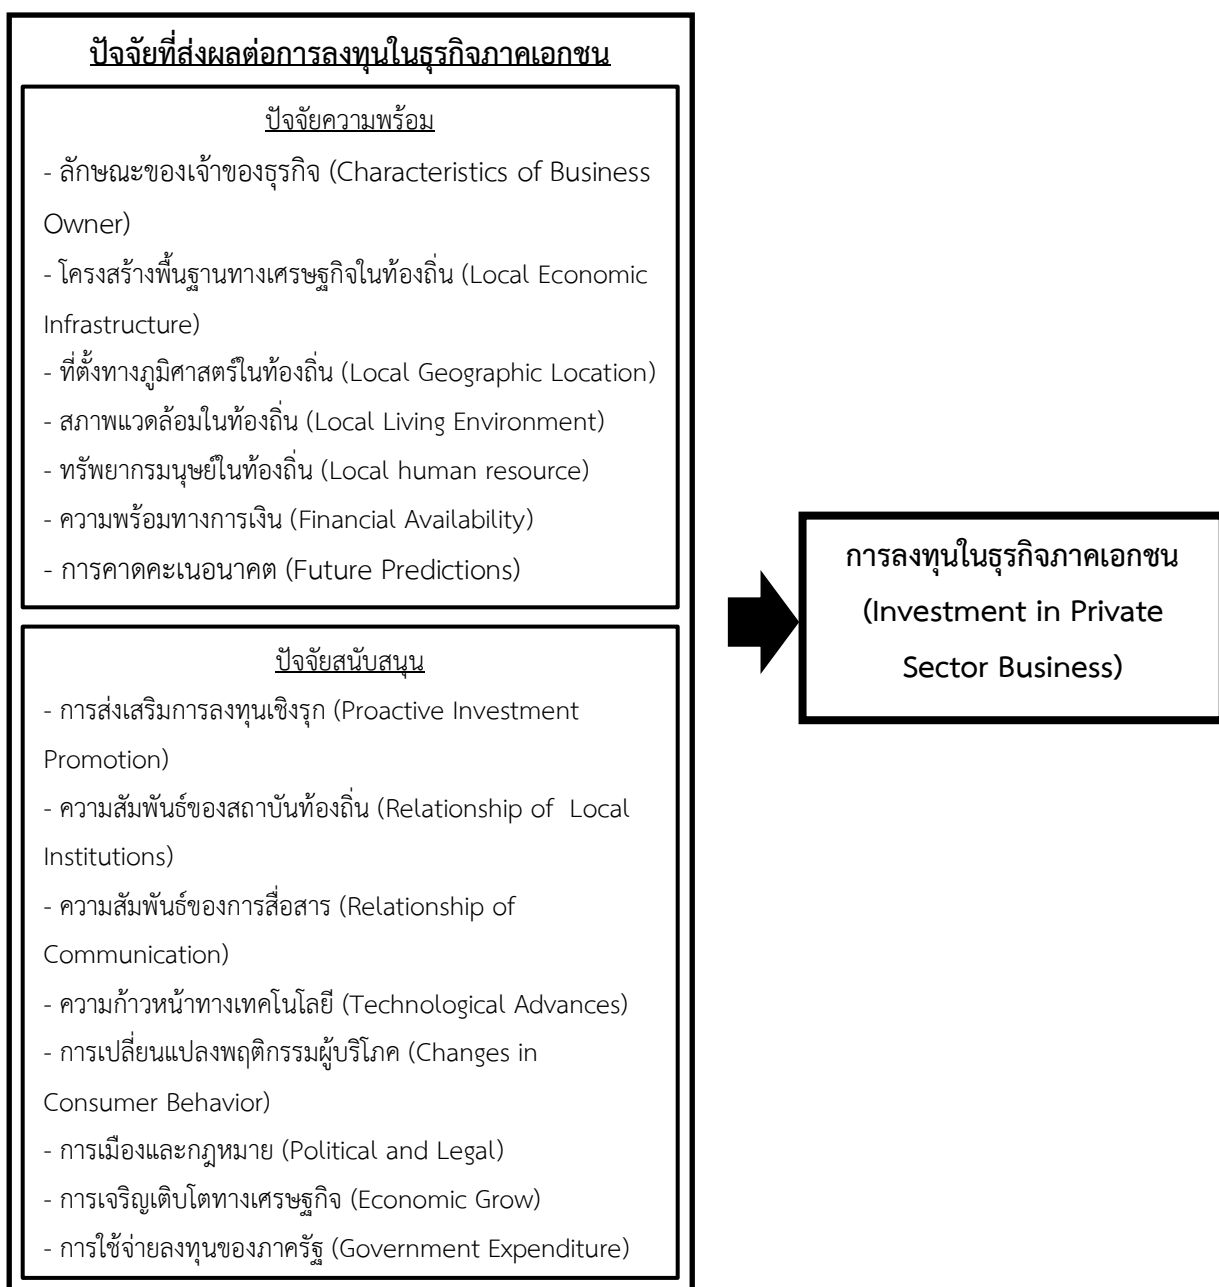 ปัจจัยที่ส่งผลต่อการลงทุนในธุรกิจภาคเอกชน
ปัจจัยความพร้อม
- ลักษณะของเจ้าของธุรกิจ (Characteristics of Business
Owner)
- โครงสร้างพื้นฐานทางเศรษฐกิจในท้องถิ่น (Local Economic
Infrastructure)
- ที่ตั้งทางภูมิศาสตร์ในท้องถิ่น (Local Geographic Location)
- สภาพแวดล้อมในท้องถิ่น (Local Living Environment)
- ทรัพยากรมนุษย์ในท้องถิ่น (Local human resource)
- ความพร้อมทางการเงิน (Financial Availability)
- การคาดคะเนอนาคต (Future Predictions)
ปัจจัยสนับสนุน
- การส่งเสริมการลงทุนเชิงรุก (Proactive Investment
Promotion)
- ความสัมพันธ์ของสถาบันท้องถิ่น (Relationship of  Local
Institutions)
- ความสัมพันธ์ของการสื่อสาร (Relationship of
Communication)
- ความก้าวหน้าทางเทคโนโลยี (Technological Advances)
- การเปลี่ยนแปลงพฤติกรรมผู้บริโภค (Changes in
Consumer Behavior)
- การเมืองและกฎหมาย (Political and Legal)
- การเจริญเติบโตทางเศรษฐกิจ (Economic Grow)
- การใช้จ่ายลงทุนของภาครัฐ (Government Expenditure)
การลงทุนในธุรกิจภาคเอกชน
(Investment in Private
Sector Business)